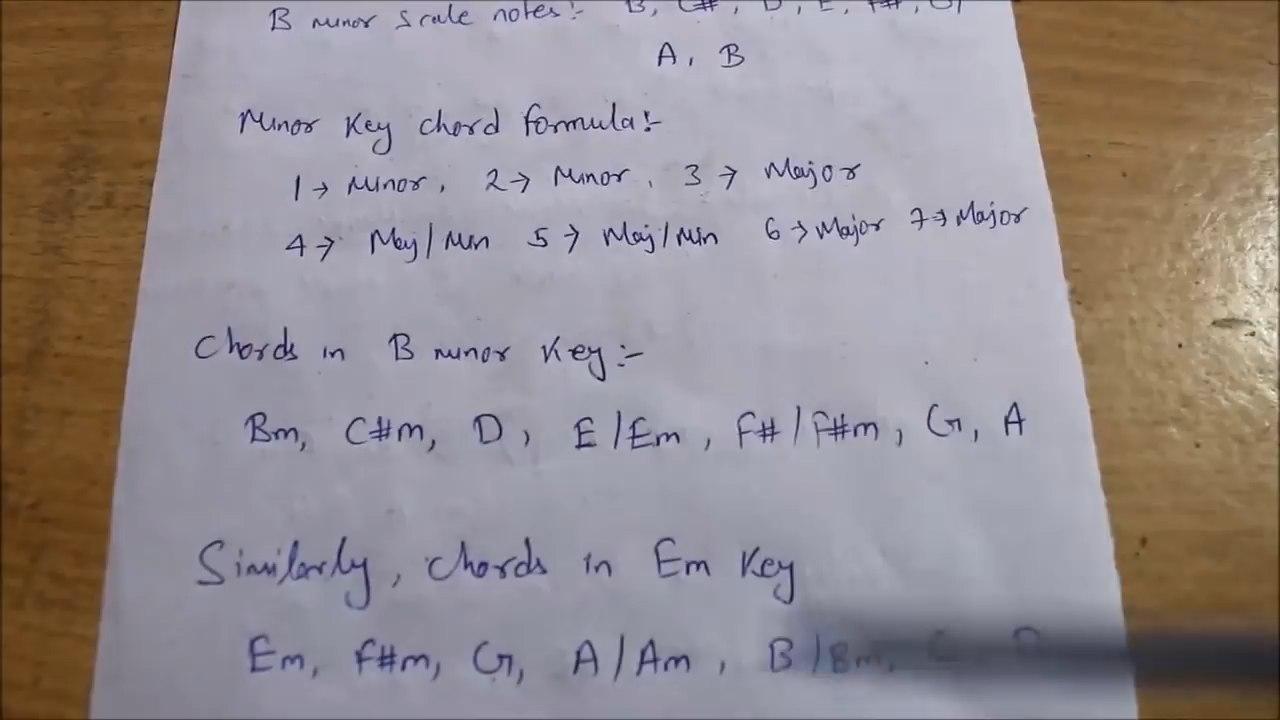 B minor scale notes:- B, C#, D, E, F#, G,
A, B
Minor Key chord formula:-
1 → Minor, 2 → Minor, 3 → Major
4 → Maj/Min 5 → Maj/Min 6 → Major 7 → Major
Chords in B minor Key:-
Bm, C#m, D, E/Em, F#/F#m, G, A
Similarly, chords in Em Key
Em, F#m, G, A/Am, B/Bm,